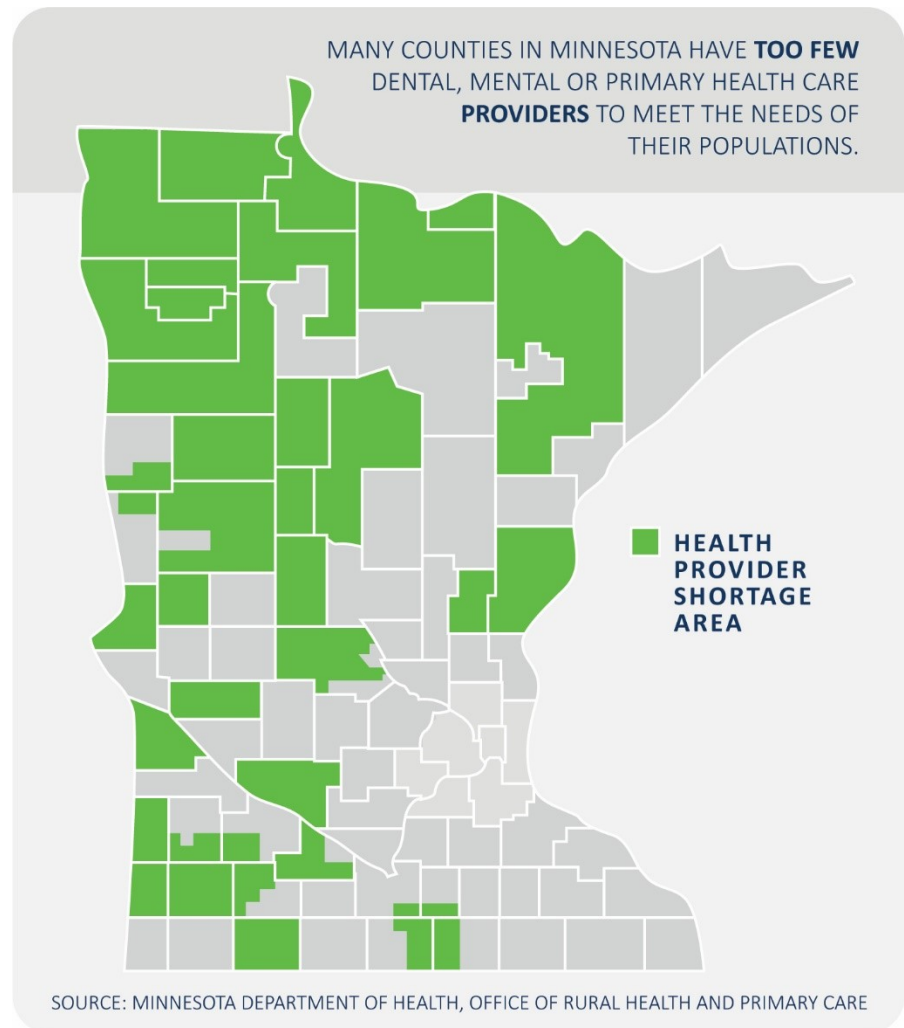 MANY COUNTIES IN MINNESOTA HAVE TOO FEW
DENTAL, MENTAL OR PRIMARY HEALTH CARE
PROVIDERS TO MEET THE NEEDS OF
THEIR POPULATIONS.
HEALTH
PROVIDER
SHORTAGE
AREA
SOURCE: MINNESOTA DEPARTMENT OF HEALTH, OFFICE OF RURAL HEALTH AND PRIMARY CARE